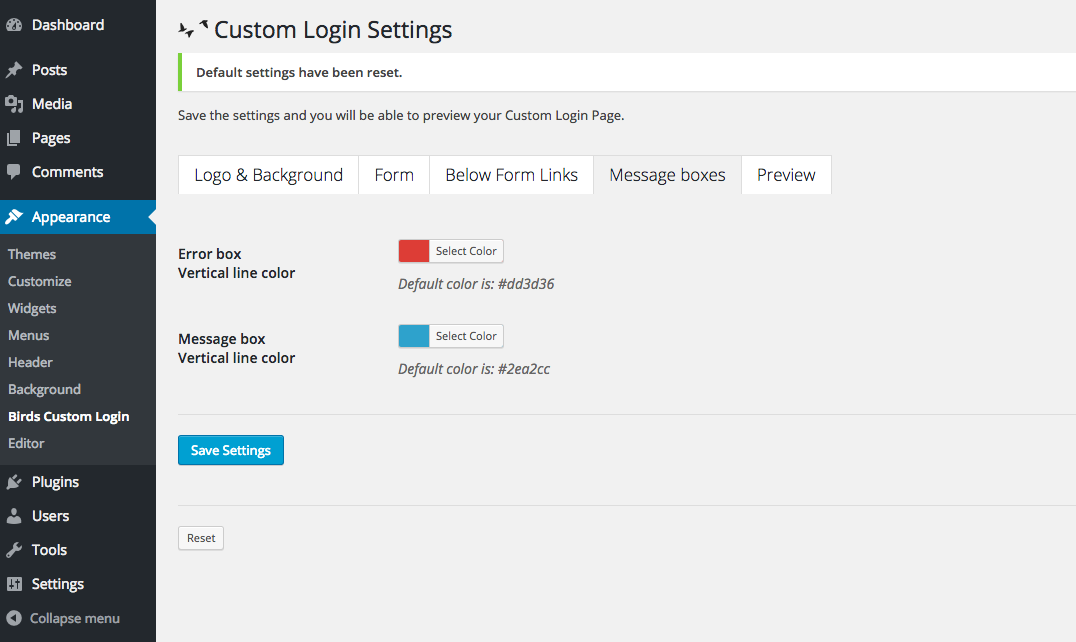 Dashboard
Posts
Media
Pages
Comments
Appearance
Themes
Customize
Widgets
Menus
Header
Background
Birds Custom Login
Editor
Plugins
Users
Tools
Settings
Collapse menu
Custom Login Settings
Default settings have been reset.
Save the settings and you will be able to preview your Custom Login Page.
Logo & Background Form Below Form Links Message boxes Preview
Error box
Vertical line color
Select Color
Default color is: #dd3d36
Message box
Vertical line color
Select Color
Default color is: #2ea2cc
Save Settings
Reset